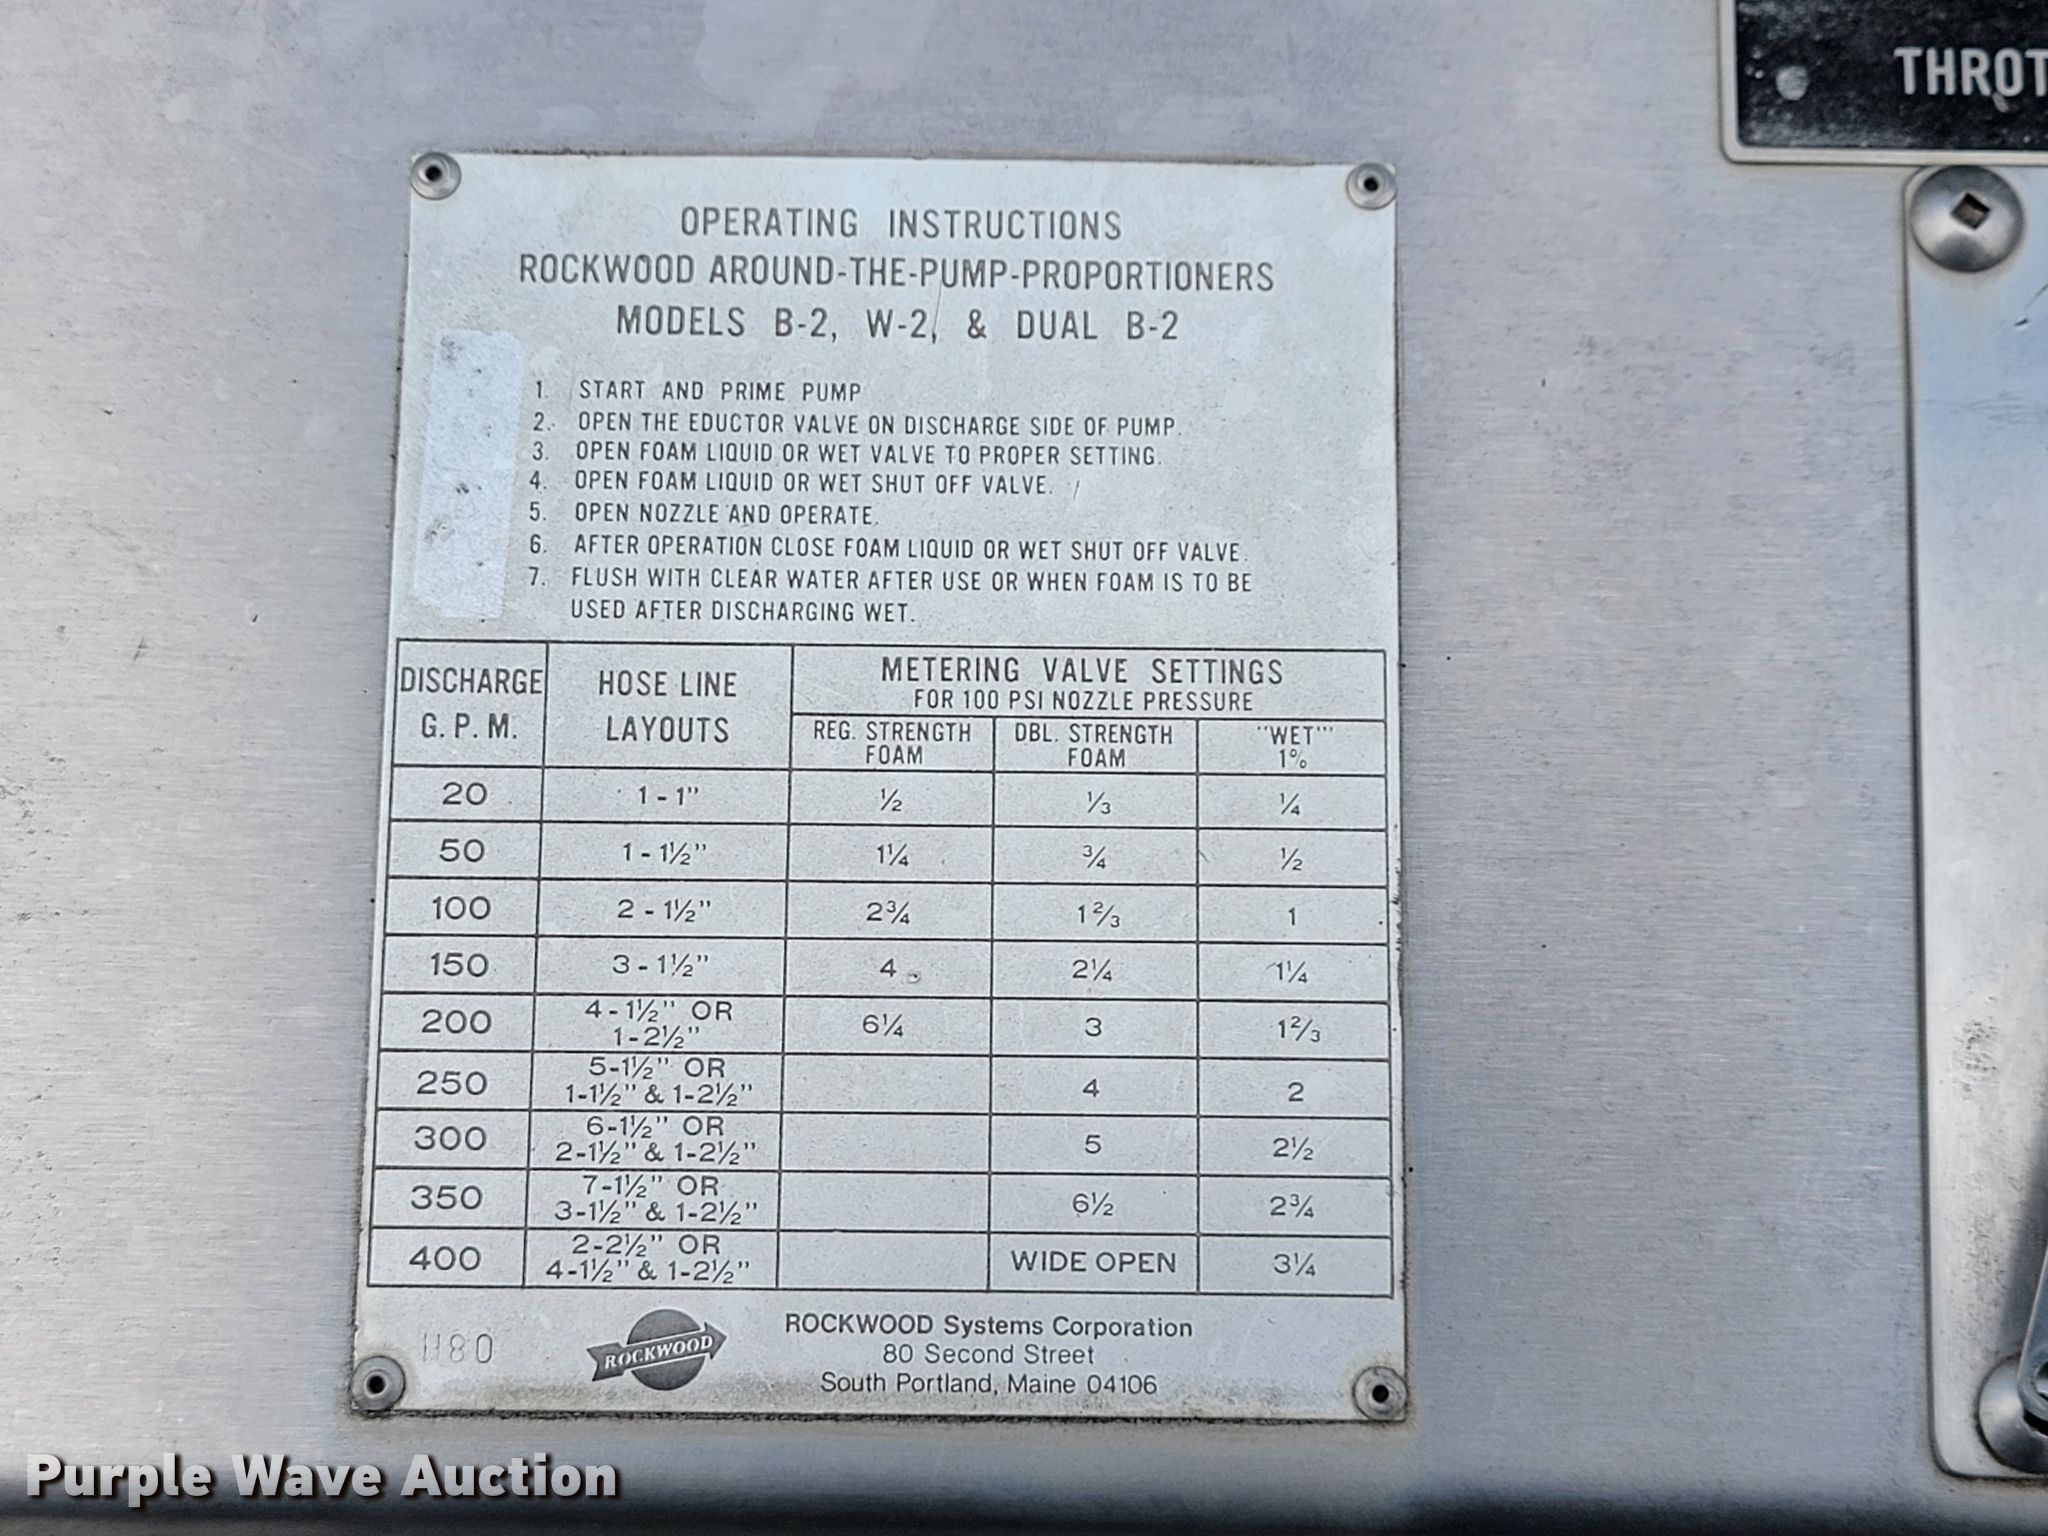 THROT
OPERATING INSTRUCTIONS
ROCKWOOD AROUND-THE-PUMP-PROPORTIONERS
MODELS B-2, W-2, & DUAL B-2
1. START AND PRIME PUMP
2. OPEN THE EDUCTOR VALVE ON DISCHARGE SIDE OF PUMP.
3. OPEN FOAM LIQUID OR WET VALVE TO PROPER SETTING.
4. OPEN FOAM LIQUID OR WET SHUT OFF VALVE.
5. OPEN NOZZLE AND OPERATE.
6. AFTER OPERATION CLOSE FOAM LIQUID OR WET SHUT OFF VALVE.
7. FLUSH WITH CLEAR WATER AFTER USE OR WHEN FOAM IS TO BE
USED AFTER DISCHARGING WET.
DISCHARGE
G. P. M.
HOSE LINE
LAYOUTS
METERING VALVE SETTINGS
FOR 100 PSI NOZZLE PRESSURE
REG. STRENGTH
FOAM
DBL. STRENGTH
FOAM
"WET"
1%
20 1-1" ½ ⅓ ¼
50 1-1½" 1¼ ¾ ½
100 2-1½" 2¾ 1⅔ 1
150 3-1½" 4 2¼ 1¼
200 4-1½" OR
1-2½" 6¼ 3 1⅔
250 5-1½" OR
1-1½" & 1-2½" 4 2
300 6-1½" OR
2-1½" & 1-2½" 5 2½
350 7-1½" OR
3-1½" & 1-2½" 6½ 2¾
400 2-2½" OR
4-1½" & 1-2½" WIDE OPEN 3¼
1180
ROCKWOOD
ROCKWOOD Systems Corporation
80 Second Street
South Portland, Maine 04106
Purple Wave Auction